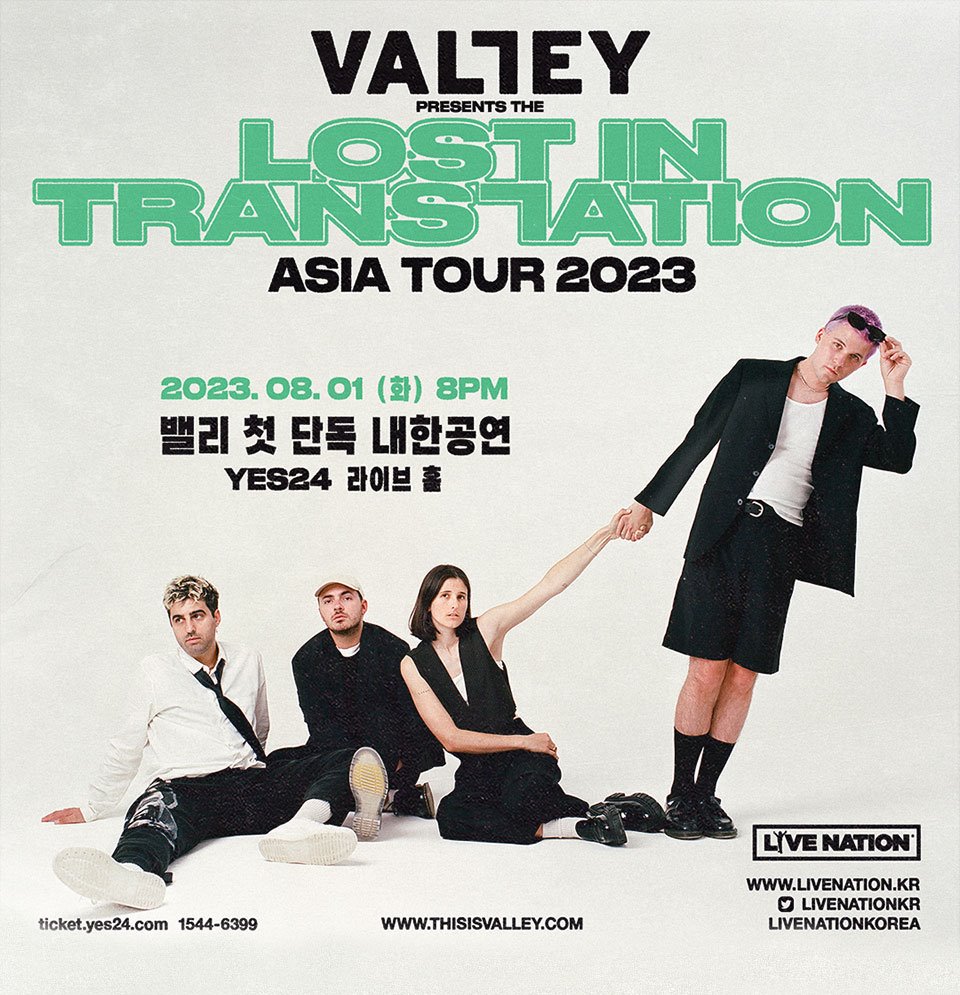 VALLEY
PRESENTS THE
LOST IN
TRANSLATION
ASIA TOUR 2023
2023. 08. 01 (화) 8PM
밸리 첫 단독 내한공연
YES24 라이브 홀
LIVE NATION
WWW.LIVENATION.KR
LIVENATIONKR
LIVENATIONKOREA
ticket.yes24.com 1544-6399
WWW.THISISVALLEY.COM